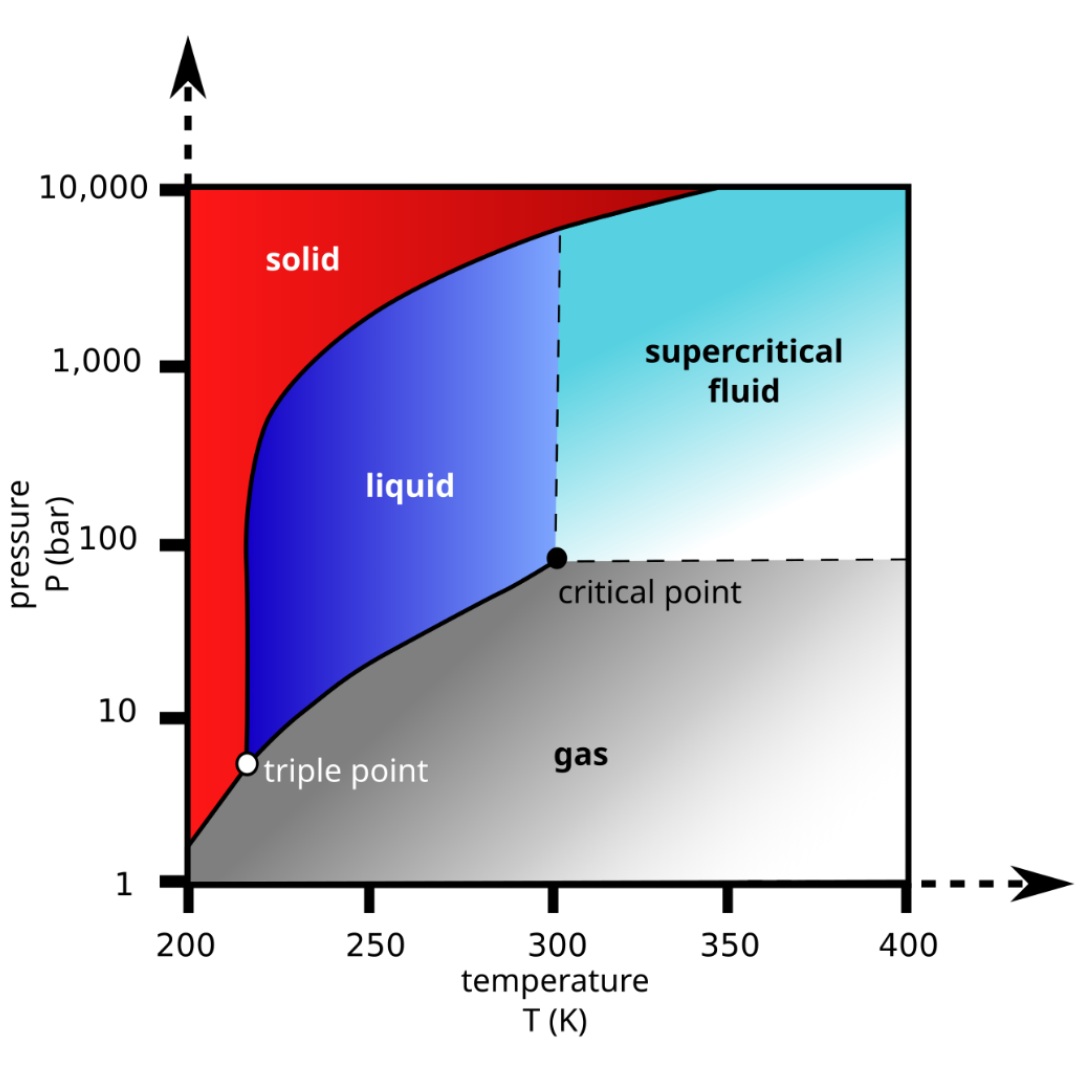 10,000
solid
1,000
supercritical
fluid
liquid
pressure
P (bar)
100
critical point
10
gas
triple point
1
200
250
300
350
400
temperature
T (K)